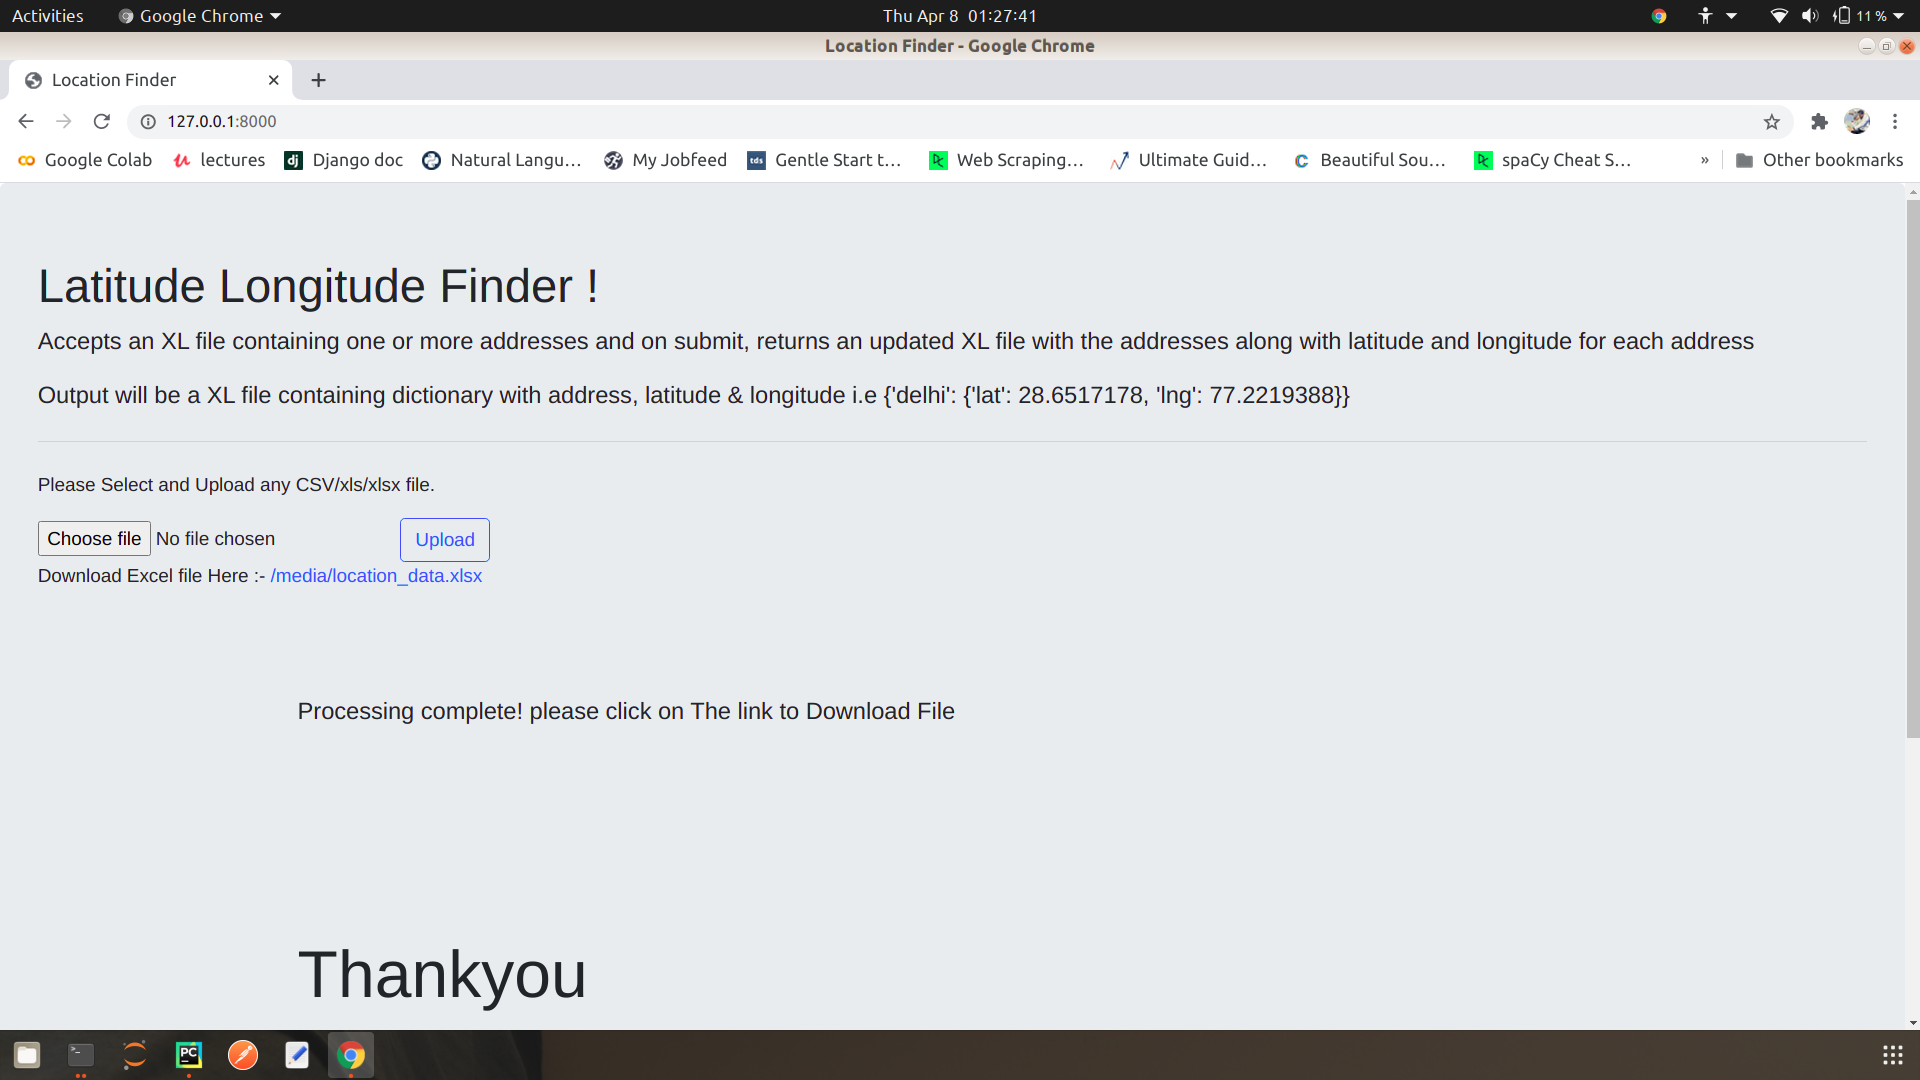 Activities Google Chrome Thu Apr 8 01:27:41 11 %
Location Finder - Google Chrome
Location Finder
127.0.0.1:8000
Google Colab lectures Django doc Natural Langu... My Jobfeed Gentle Start t... Web Scraping... Ultimate Guid... Beautiful Sou... spaCy Cheat S... » Other bookmarks
Latitude Longitude Finder !
Accepts an XL file containing one or more addresses and on submit, returns an updated XL file with the addresses along with latitude and longitude for each address
Output will be a XL file containing dictionary with address, latitude & longitude i.e {'delhi': {'lat': 28.6517178, 'lng': 77.2219388}}
Please Select and Upload any CSV/xls/xlsx file.
Choose file No file chosen Upload
Download Excel file Here :- /media/location_data.xlsx
Processing complete! please click on The link to Download File
Thankyou